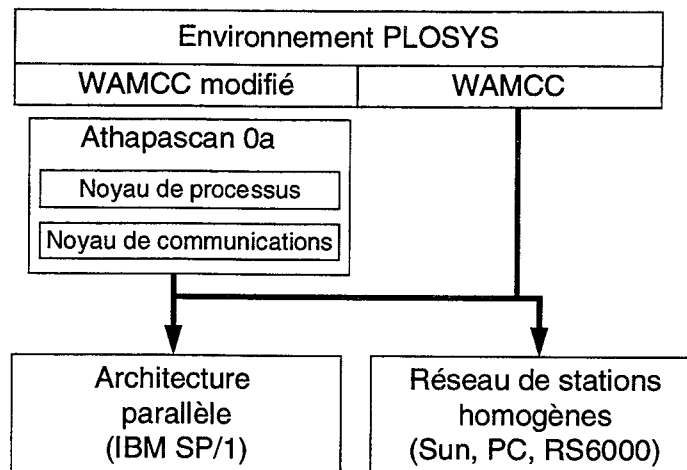 Environnement PLOSYS
WAMCC modifié
WAMCC
Athapascan 0a
Noyau de processus
Noyau de communications
Architecture
parallèle
(IBM SP/1)
Réseau de stations
homogènes
(Sun, PC, RS6000)